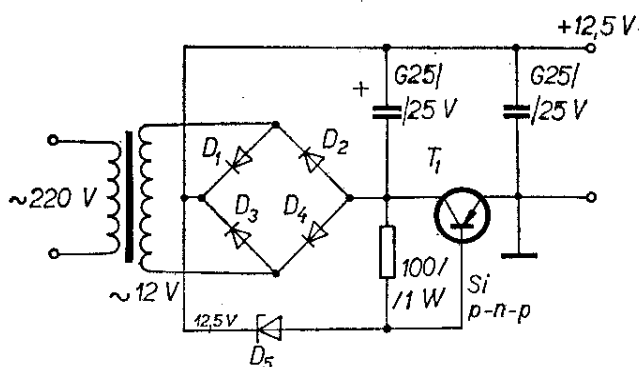 +12,5 V
G25/
/25 V
+
G25/
/25 V
D1
D2
T1
~220 V
D3
D4
100/
/1 W
Si
p-n-p
~12 V
12,5 V
D5